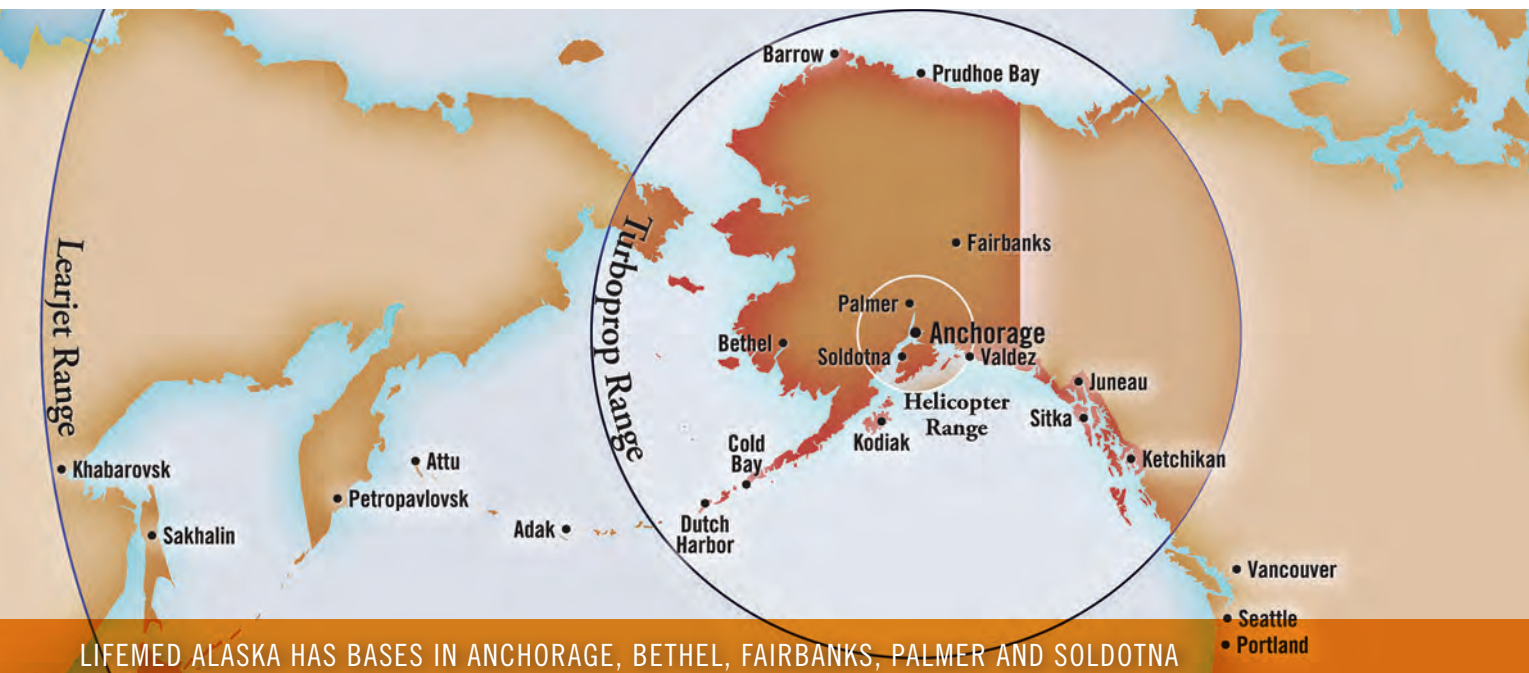 Barrow
Prudhoe Bay
Fairbanks
Learjet Range
Turboprop Range
Palmer
Anchorage
Bethel
Soldotna
Valdez
Juneau
Helicopter
Range
Sitka
Kodiak
Cold
Bay
Ketchikan
Attu
Khabarovsk
Petropavlovsk
Adak
Dutch
Harbor
Sakhalin
Vancouver
Seattle
Portland
LIFEMED ALASKA HAS BASES IN ANCHORAGE, BETHEL, FAIRBANKS, PALMER AND SOLDOTNA